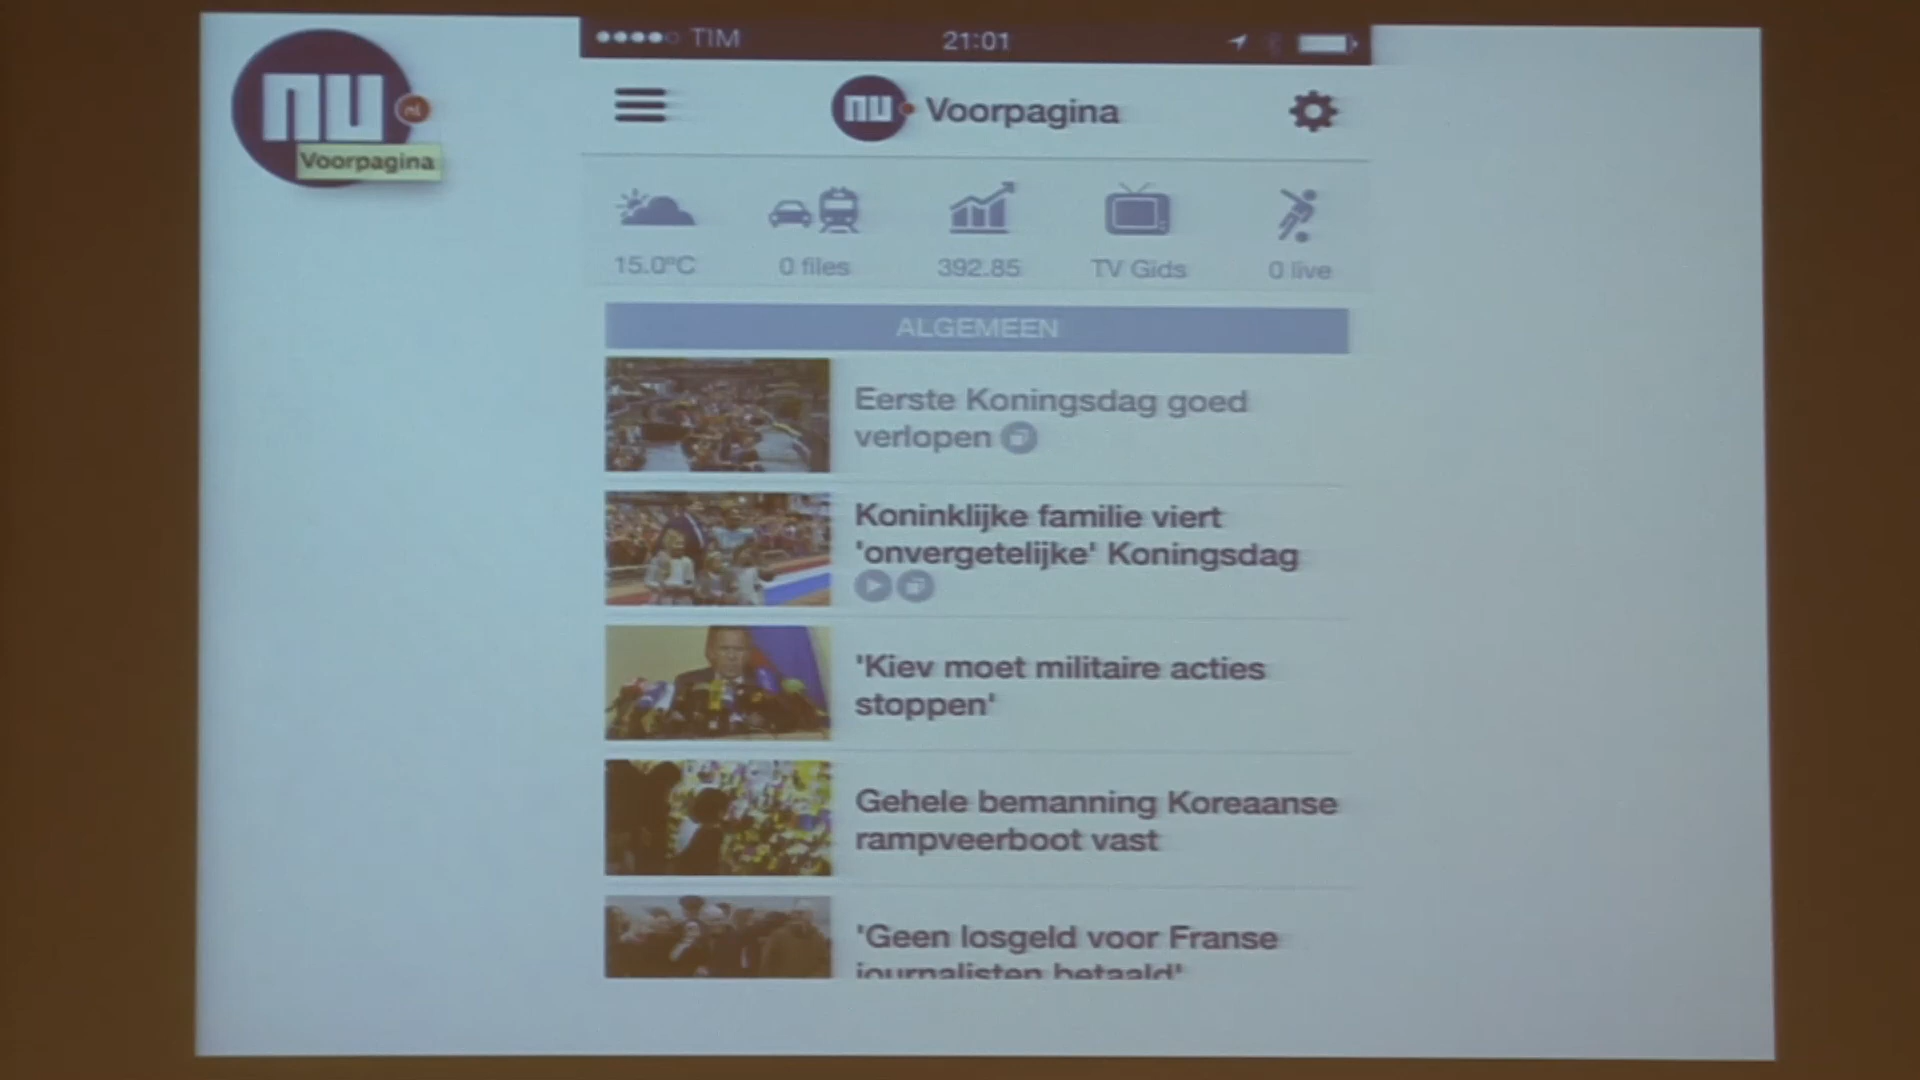 TIM
21:01
nu
nl
Voorpagina
nu Voorpagina
15.0°C
0 files
392.85
TV Gids
0 live
ALGEMEEN
Eerste Koningsdag goed
verlopen
Koninklijke familie viert
'onvergetelijke' Koningsdag
'Kiev moet militaire acties
stoppen'
Gehele bemanning Koreaanse
rampveerboot vast
'Geen losgeld voor Franse
journalisten betaald'